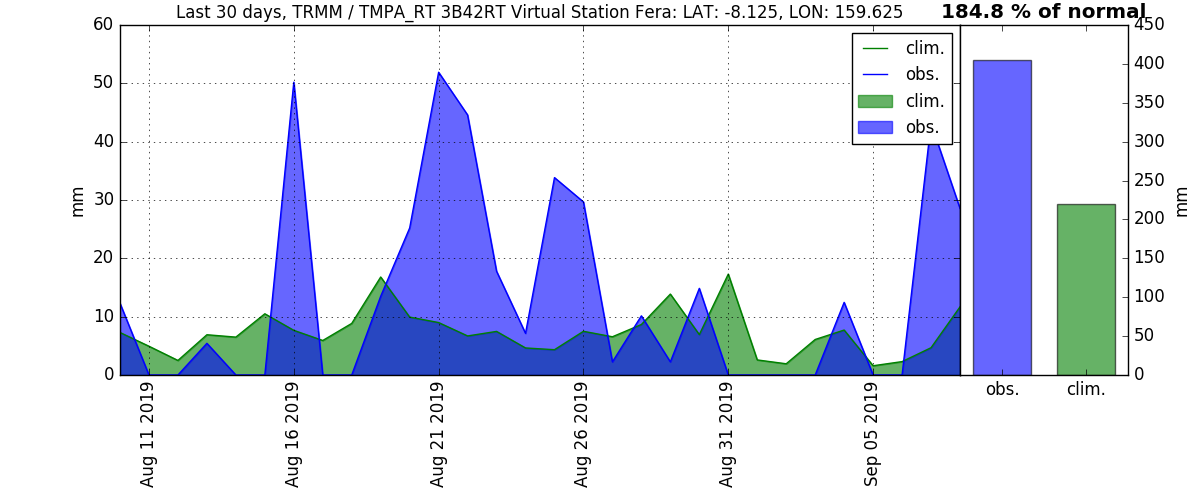 Last 30 days, TRMM / TMPA_RT 3B42RT Virtual Station Fera: LAT: -8.125, LON: 159.625
184.8 % of normal
60
50
40
30
20
10
0
mm
clim.
obs.
clim.
obs.
450
400
350
300
250
200
150
100
50
0
mm
Aug 11 2019
Aug 16 2019
Aug 21 2019
Aug 26 2019
Aug 31 2019
Sep 05 2019
obs.
clim.